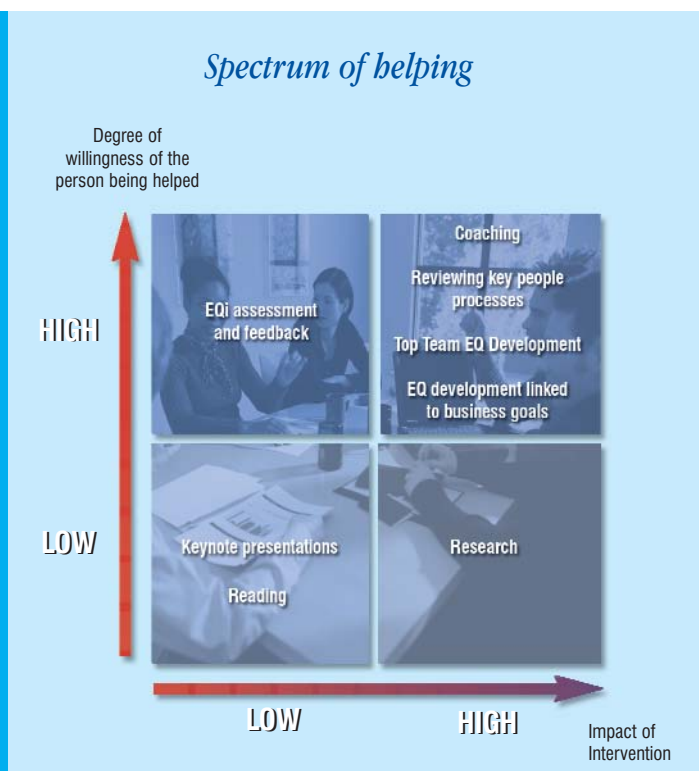 Spectrum of helping
Degree of
willingness of the
person being helped
HIGH
EQi assessment
and feedback
Coaching
Reviewing key people
processes
Top Team EQ Development
EQ development linked
to business goals
LOW
Keynote presentations
Reading
Research
LOW
HIGH
Impact of
Intervention